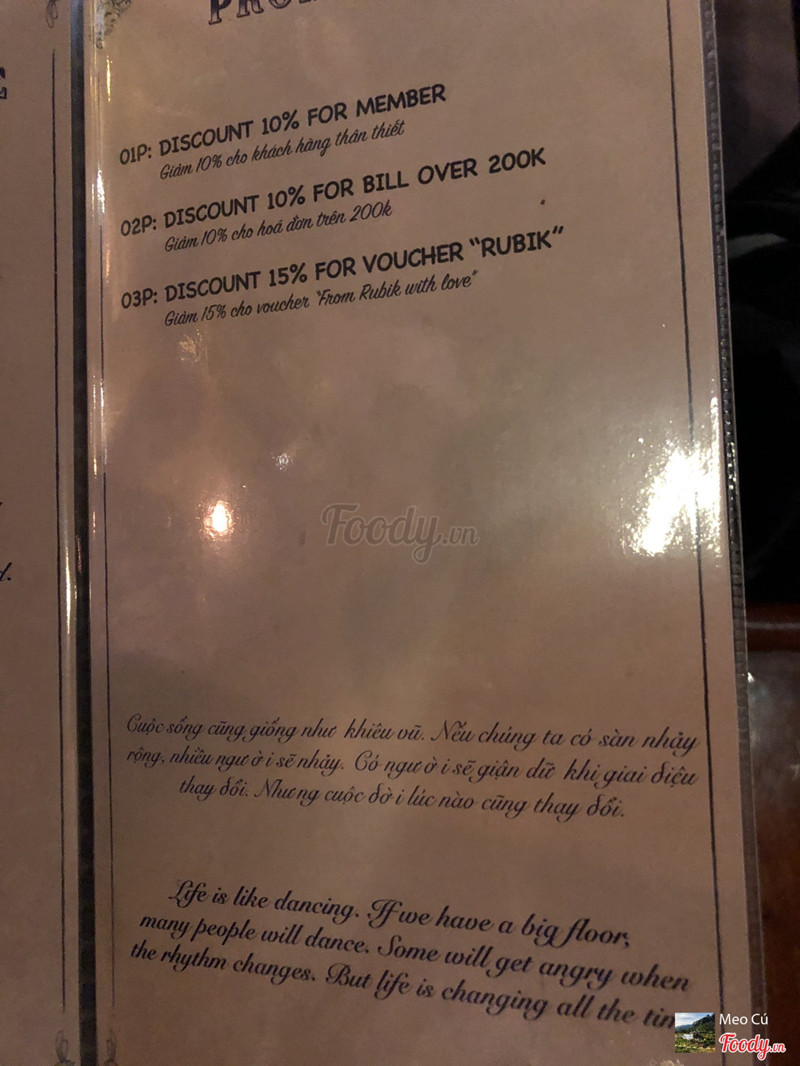 01P: DISCOUNT 10% FOR MEMBER
Giảm 10% cho khách hàng thân thiết
02P: DISCOUNT 10% FOR BILL OVER 200K
Giảm 10% cho hoá đơn trên 200k
03P: DISCOUNT 15% FOR VOUCHER "RUBIK"
Giảm 15% cho voucher "From Rubik with love"
Foody.vn
Cuộc sống cũng giống như khiêu vũ. Nếu chúng ta có sàn nhảy
rộng, nhiều người sẽ nhảy. Có người sẽ giận dữ khi giai điệu
thay đổi. Nhưng cuộc đời lúc nào cũng thay đổi.
Life is like dancing. If we have a big floor,
many people will dance. Some will get angry when
the rhythm changes. But life is changing all the
Meo Cú
Foody.vn